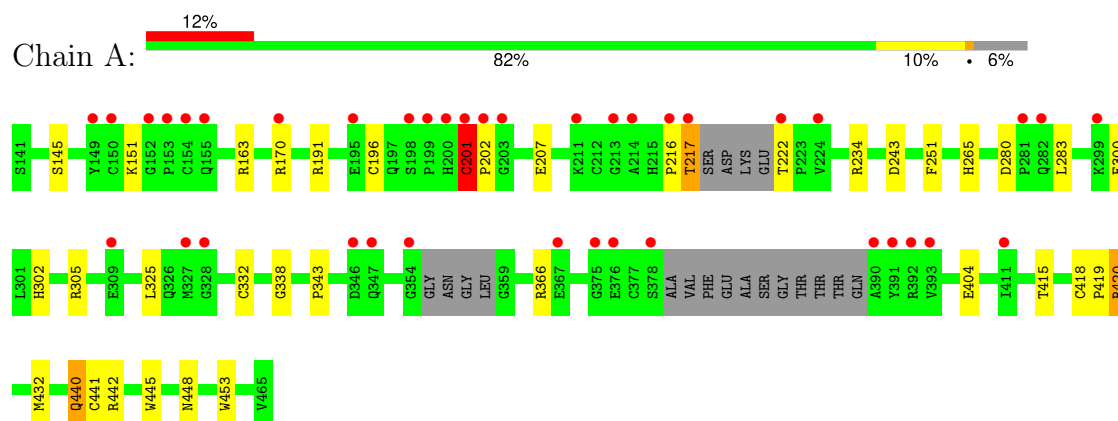 12%
Chain A:
82% 10% • 6%
S141 S145 Y149 C150 K151 G152 P153 C154 Q155 R163 R170 R191 E195 C196 Q197 S198 P199 H200 C201 P202 G203 E207 K211 C212 G213 A214 H215 P216 T217 SER ASP LYS GLU T222 P223 V224 R234 D243 F251 H265 D280 P281 Q282 L283 K299
L301 H302 R305 E309 L325 Q326 M327 G328 C332 G338 P343 D346 Q347 G354 GLY ASN GLY LEU G359 R366 E367 G375 E376 C377 S378 ALA VAL PHE GLU ALA SER GLY THR THR THR GLN A390 Y391 R392 V393 E404 I411 T415 C418 P419
M432 Q440 C441 R442 W445 N448 W453 V465